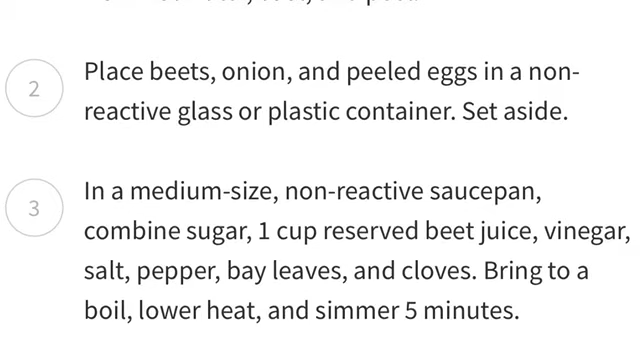 2
Place beets, onion, and peeled eggs in a non-
reactive glass or plastic container. Set aside.
3
In a medium-size, non-reactive saucepan,
combine sugar, 1 cup reserved beet juice, vinegar,
salt, pepper, bay leaves, and cloves. Bring to a
boil, lower heat, and simmer 5 minutes.